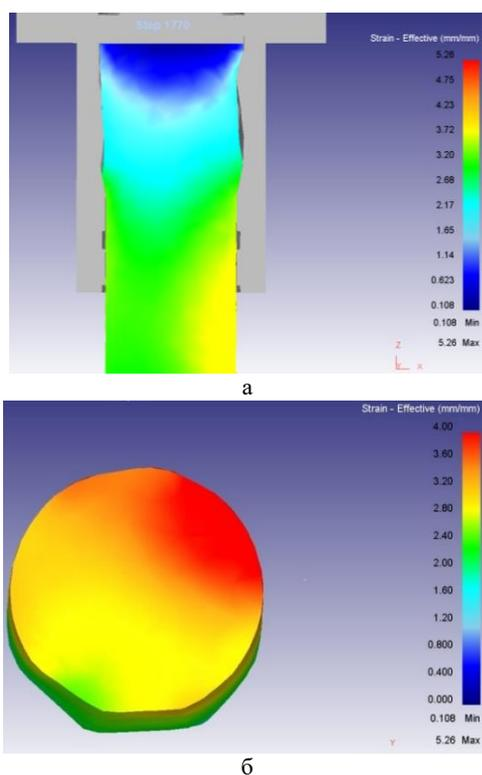 Step 1770
Strain - Effective (mm/mm)
5.26
4.75
4.23
3.72
3.20
2.68
2.17
1.65
1.14
0.623
0.108
0.108 Min
5.26 Max
Z
X
а
Strain - Effective (mm/mm)
4.00
3.60
3.20
2.80
2.40
2.00
1.60
1.20
0.800
0.400
0.000
0.108 Min
5.26 Max
Y
б